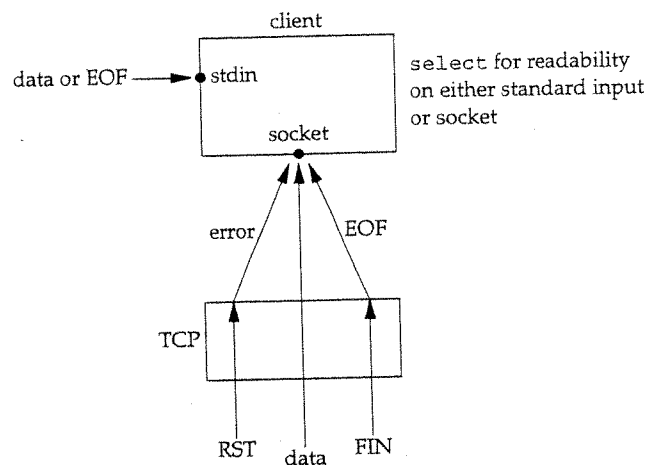 client
data or EOF
stdin
select for readability
on either standard input
or socket
socket
error
EOF
TCP
RST
data
FIN